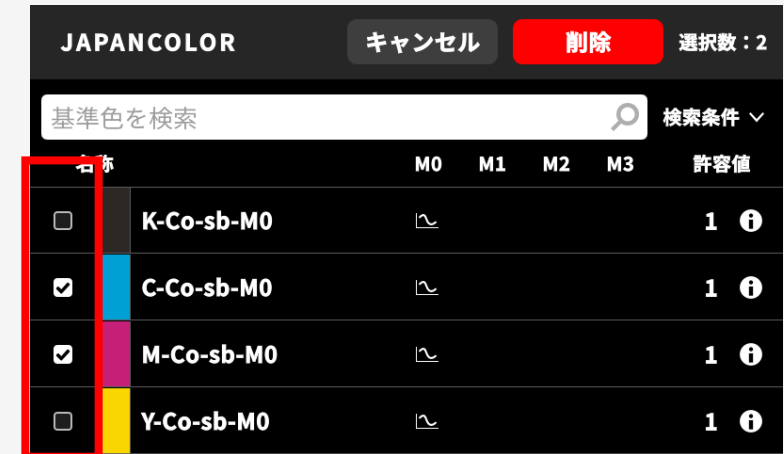 JAPANCOLOR キャンセル 削除 選択数：2
基準色を検索 検索条件
名称 M0 M1 M2 M3 許容値
K-Co-sb-M0 1
C-Co-sb-M0 1
M-Co-sb-M0 1
Y-Co-sb-M0 1